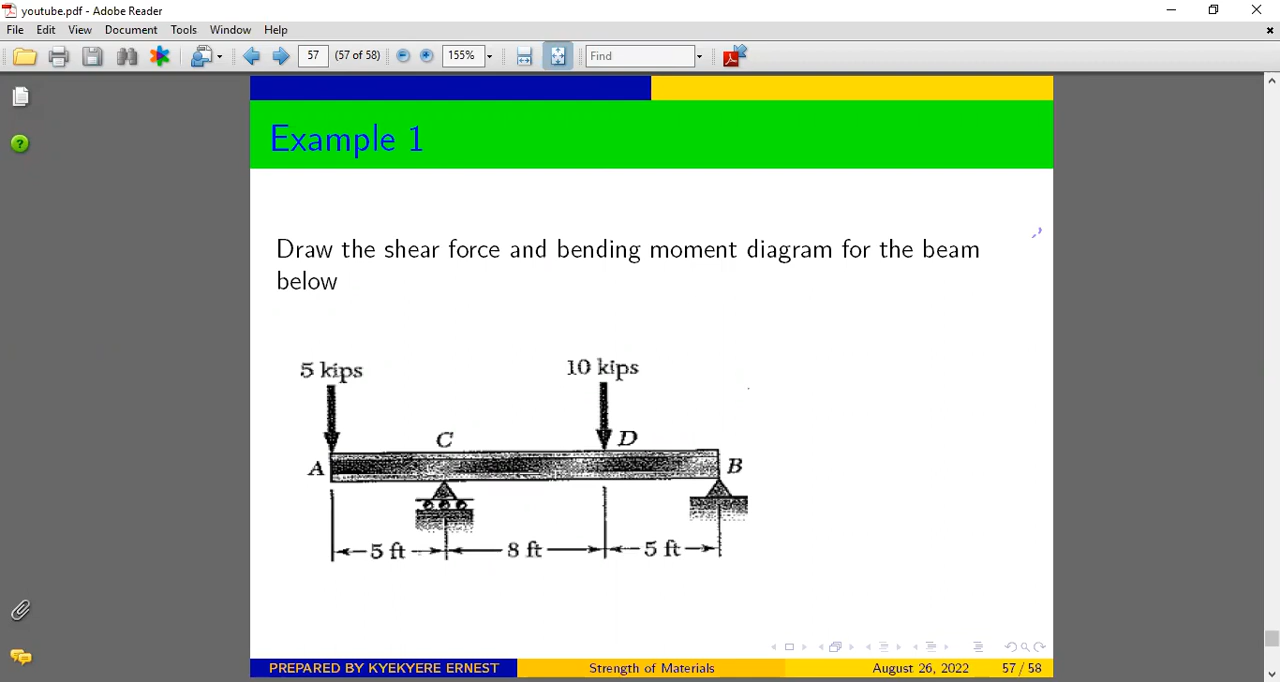 youtube.pdf - Adobe Reader
File Edit View Document Tools Window Help
57 (57 of 58) 155% Find
Example 1
Draw the shear force and bending moment diagram for the beam
below
5 kips 10 kips
C D
A B
5 ft 8 ft 5 ft
PREPARED BY KYEKYERE ERNEST Strength of Materials August 26, 2022 57 / 58